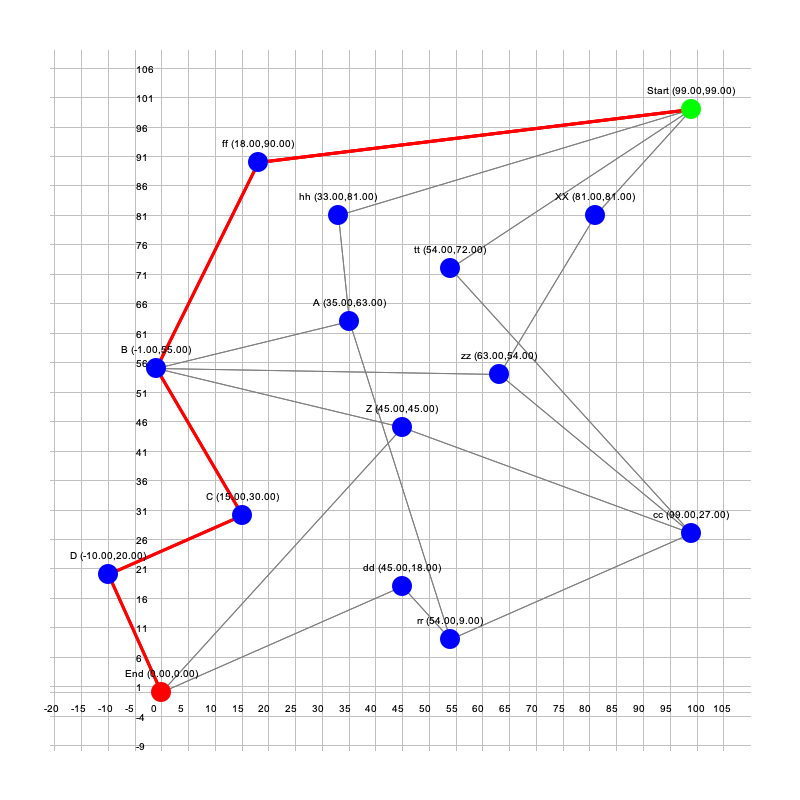 106
Start (99.00,99.00)
101
96
ff (18.00,90.00)
91
86
hh (33.00,81.00)
XX (81.00,81.00)
81
76
tt (54.00,72.00)
71
66
A (35.00,63.00)
61
B (-1.00,55.00)
zz (63.00,54.00)
56
51
Z (45.00,45.00)
46
41
36
C (15.00,30.00)
31
cc (99.00,27.00)
26
D (-10.00,20.00)
21
dd (45.00,18.00)
16
rr (54.00,9.00)
11
6
End (0.00,0.00)
1
-20 -15 -10 -5 0 5 10 15 20 25 30 35 40 45 50 55 60 65 70 75 80 85 90 95 100 105
-4
-9